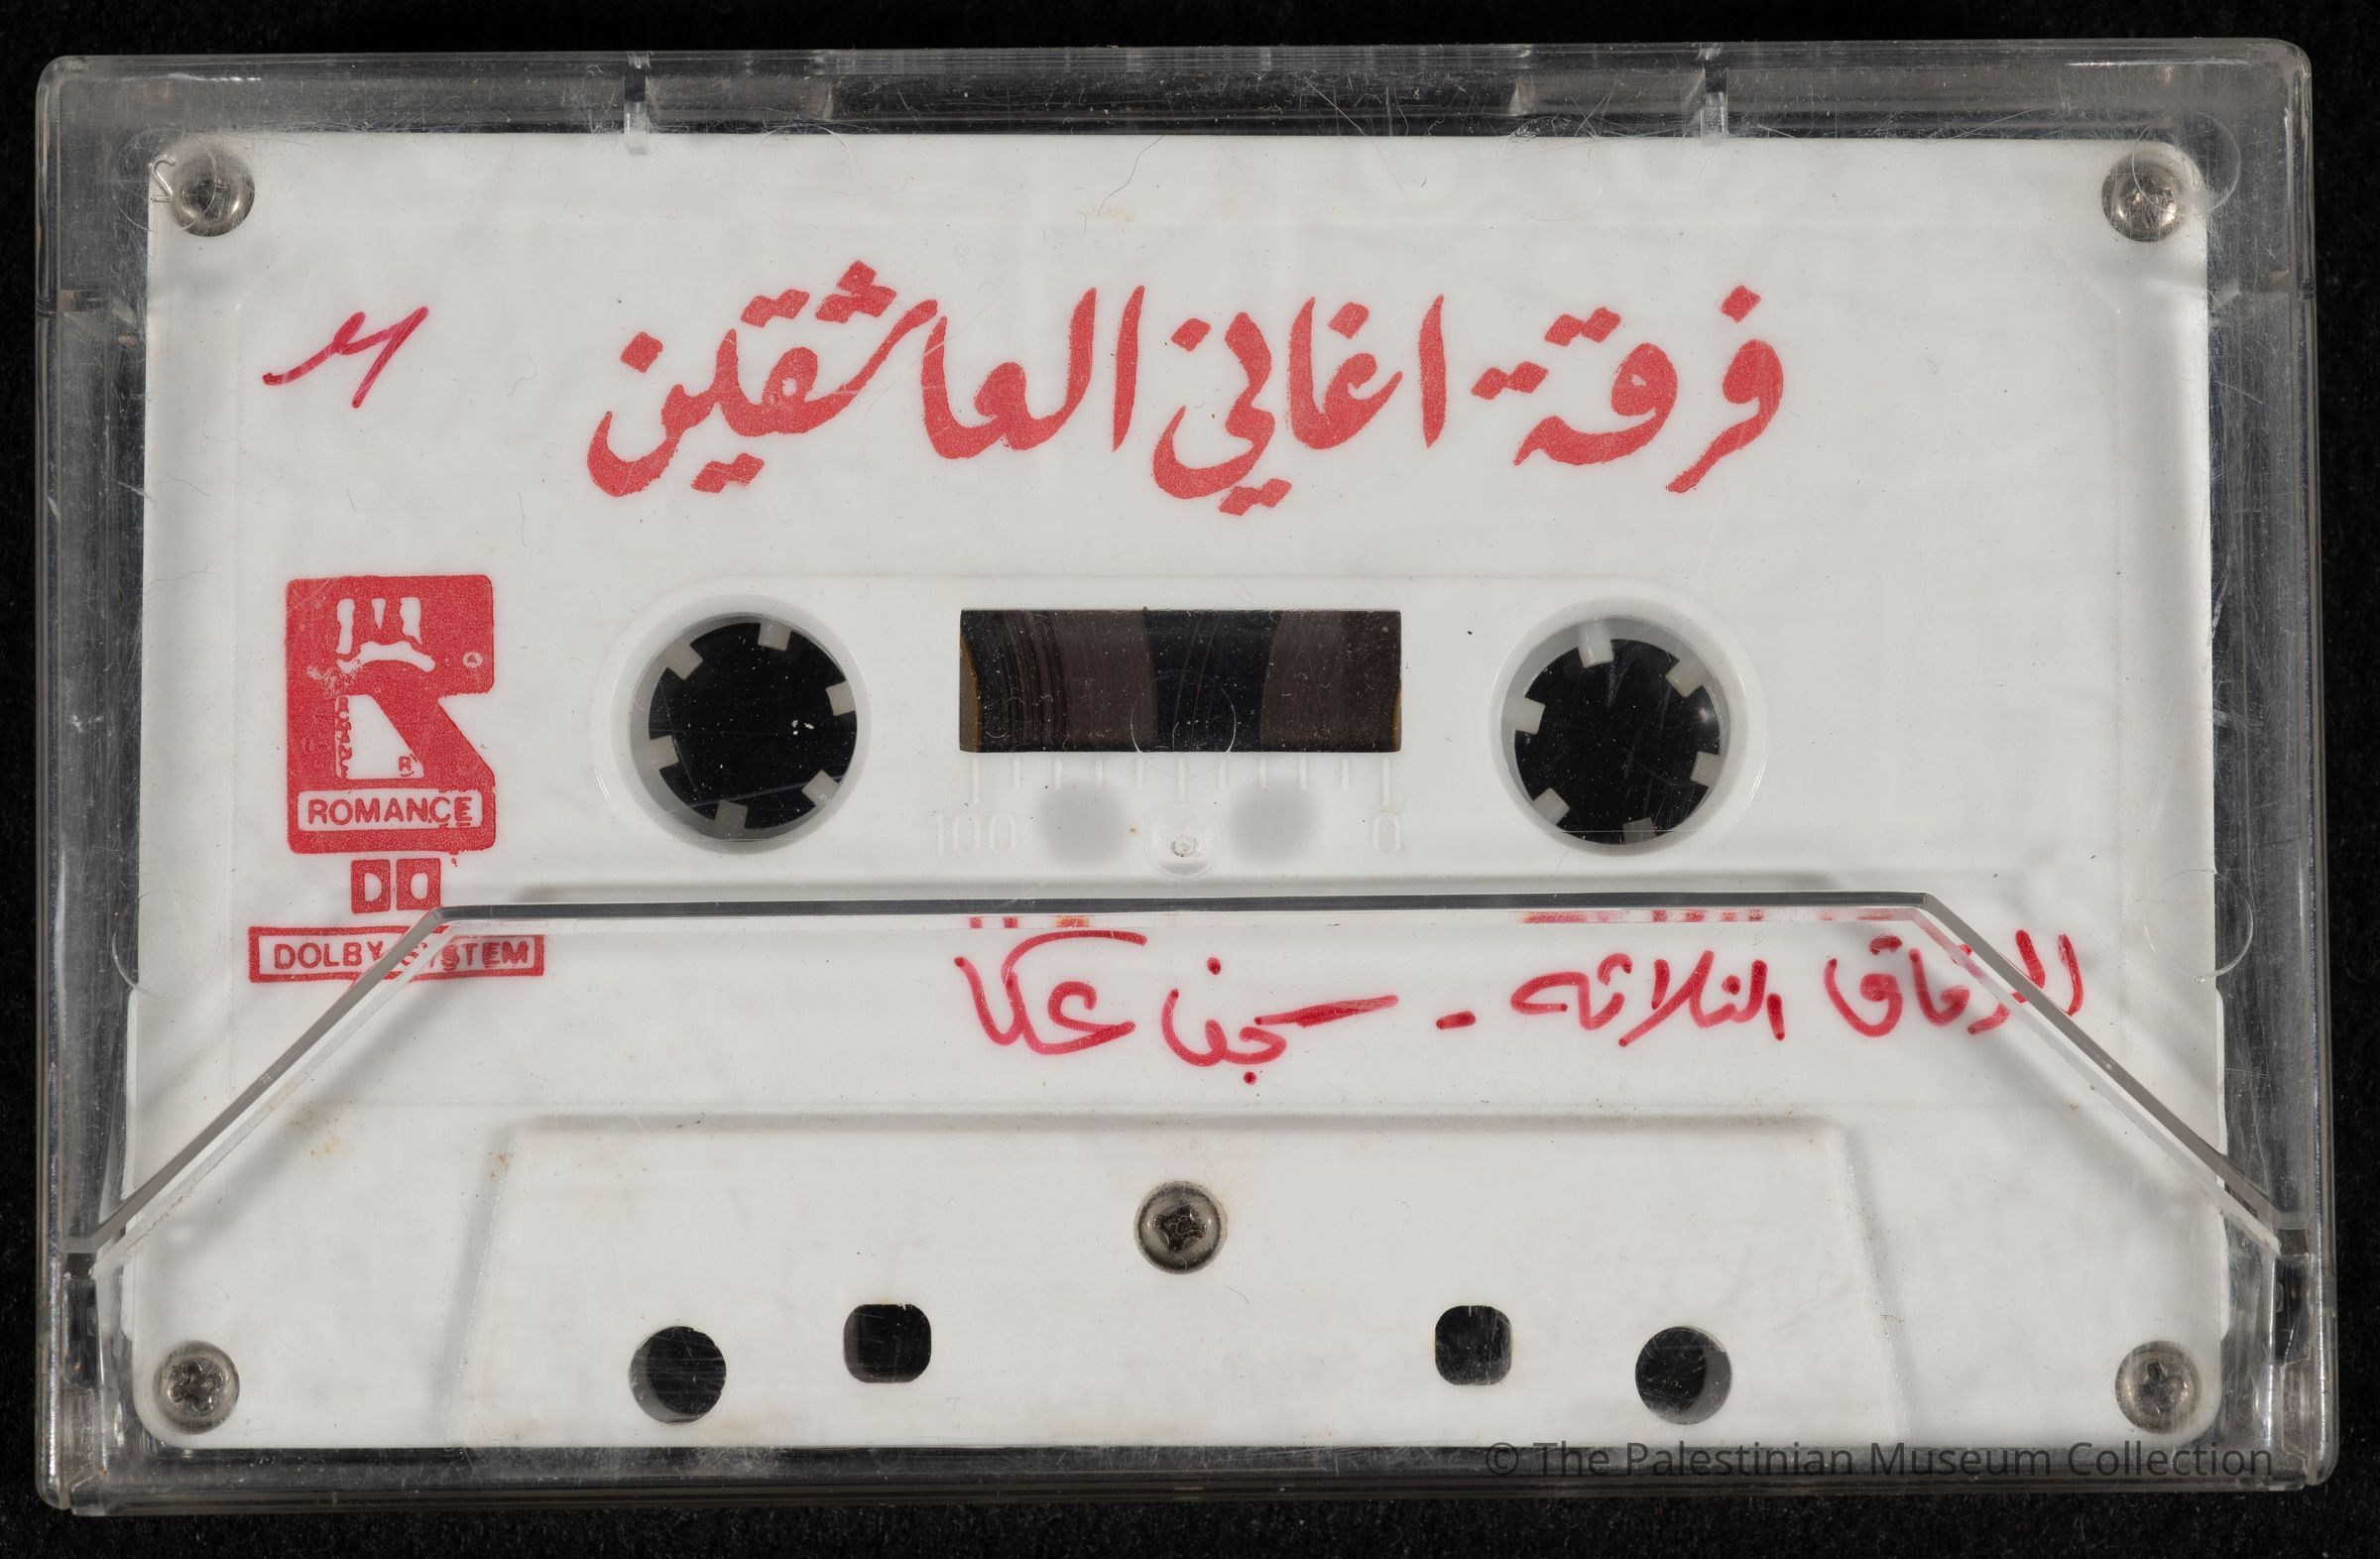 فرقة اغاني العاشقين
ROMANCE
100 0
DOLBY SYSTEM
الرفاق الثلاثه - سجن عكا
© The Palestinian Museum Collection